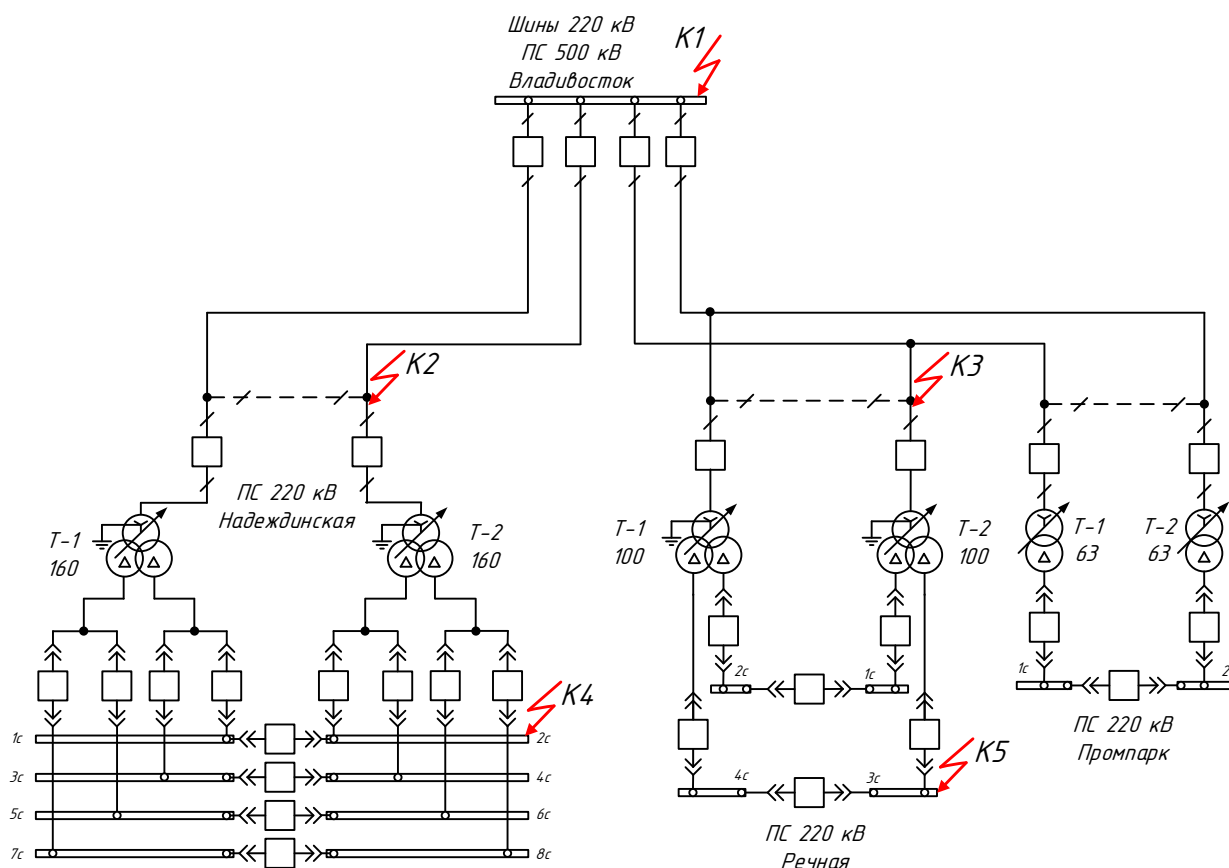 Шины 220 кВ
ПС 500 кВ
Владивосток
К1
К2
К3
ПС 220 кВ
Надеждинская
Т-1
160
Т-2
160
Т-1
100
Т-2
100
Т-1
63
Т-2
63
2с
1с
1с
2
К4
1с
2с
3с
4с
5с
6с
7с
8с
4с
3с
К5
ПС 220 кВ
Промпарк
ПС 220 кВ
Речная